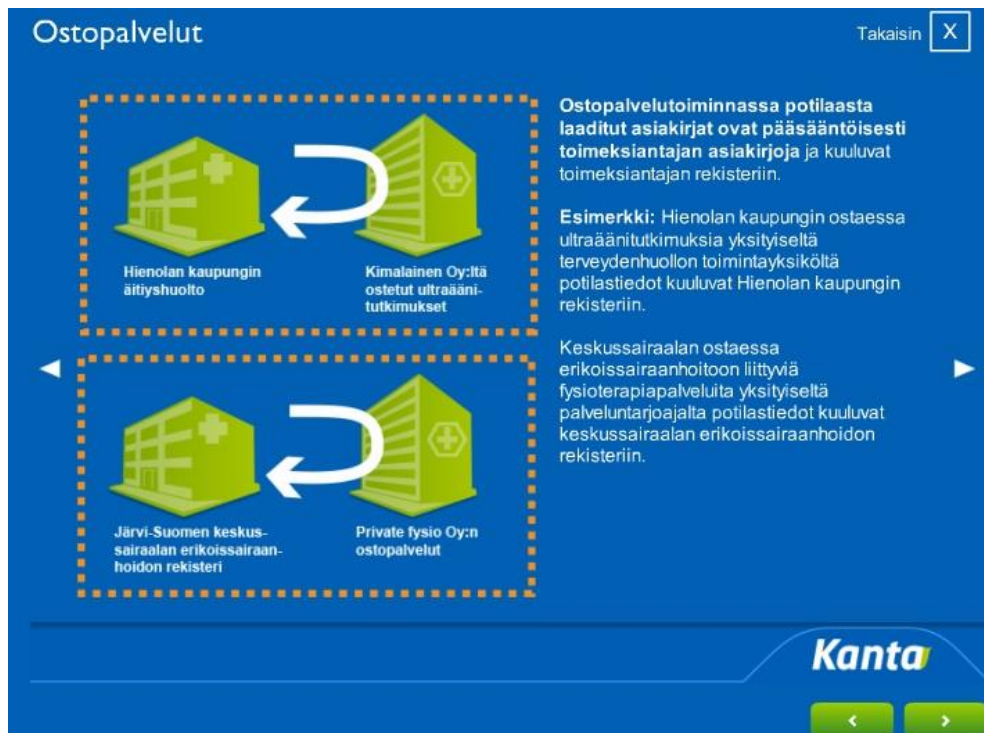 Ostopalvelut
Takaisin X
Hienolan kaupungin
äitiyshuolto
Kimalainen Oy:ltä
ostetut ultraääni-
tutkimukset
Järvi-Suomen keskus-
sairaalan erikoissairaan-
hoidon rekisteri
Private fysio Oy:n
ostopalvelut
Ostopalvelutoiminnassa potilaasta
laaditut asiakirjat ovat pääsääntöisesti
toimeksiantajan asiakirjoja ja kuuluvat
toimeksiantajan rekisteriin.
Esimerkki: Hienolan kaupungin ostaessa
ultraäänitutkimuksia yksityiseltä
terveydenhuollon toimintayksiköltä
potilastiedot kuuluvat Hienolan kaupungin
rekisteriin.
Keskussairaalan ostaessa
erikoissairaanhoitoon liittyviä
fysioterapiapalveluita yksityiseltä
palveluntarjoajalta potilastiedot kuuluvat
keskussairaalan erikoissairaanhoidon
rekisteriin.
Kanta